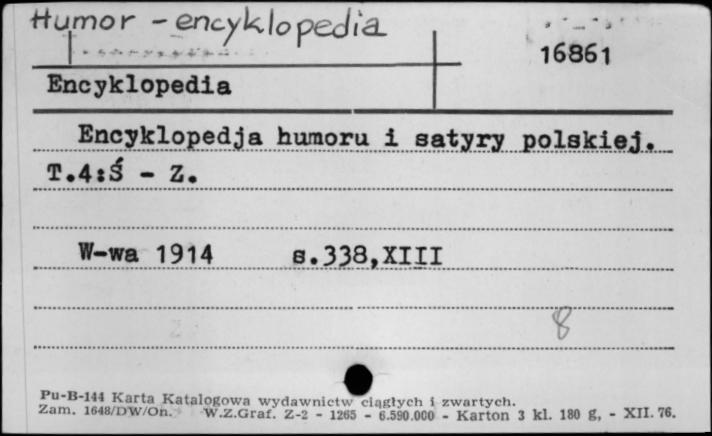 Humor - encyklopedia
16861
Encyklopedia
Encyklopedja humoru i satyry polskiej.
T.4:Ś - Z.
W-wa 1914 s.338,XIII
8
Pu-B-144 Karta Katalogowa wydawnictw ciągłych i zwartych.
Zam. 1648/DW/Oh. W.Z.Graf. Z-2 - 1265 - 6.590.000 - Karton 3 kl. 180 g, - XII. 76.